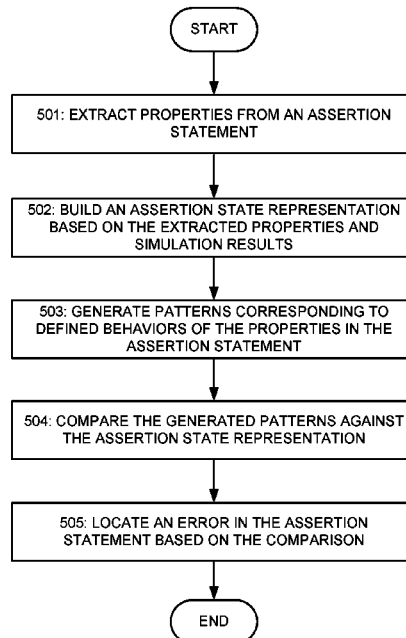 START
501: EXTRACT PROPERTIES FROM AN ASSERTION
STATEMENT
502: BUILD AN ASSERTION STATE REPRESENTATION
BASED ON THE EXTRACTED PROPERTIES AND
SIMULATION RESULTS
503: GENERATE PATTERNS CORRESPONDING TO
DEFINED BEHAVIORS OF THE PROPERTIES IN THE
ASSERTION STATEMENT
504: COMPARE THE GENERATED PATTERNS AGAINST
THE ASSERTION STATE REPRESENTATION
505: LOCATE AN ERROR IN THE ASSERTION
STATEMENT BASED ON THE COMPARISON
END